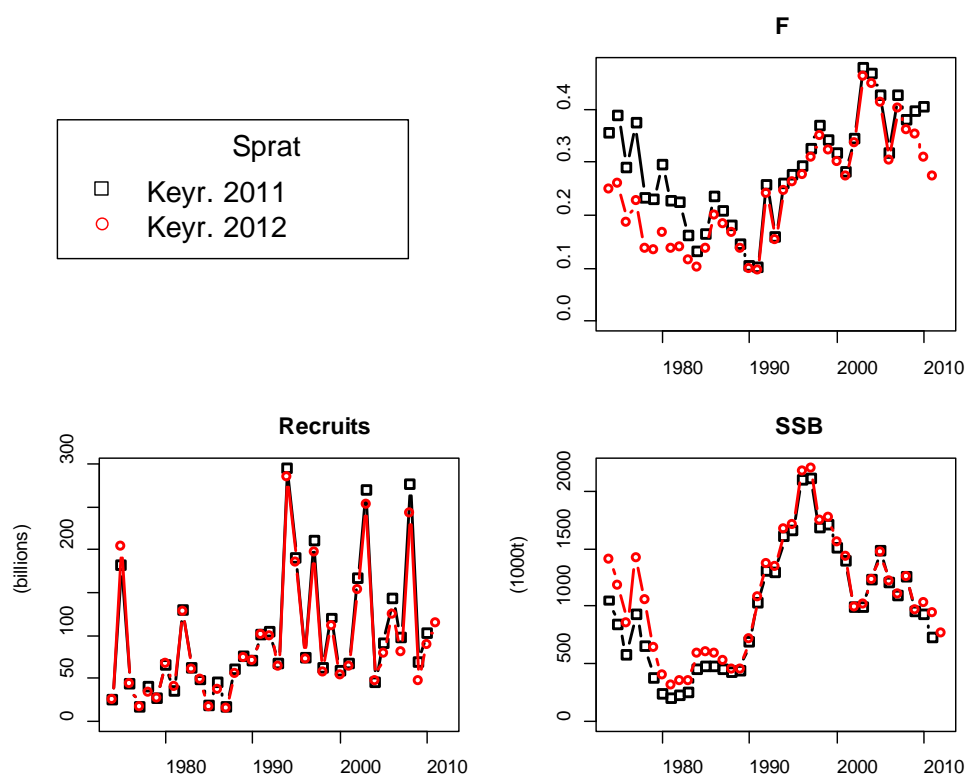 F
Sprat
Keyr. 2011
Keyr. 2012
0.0 0.1 0.2 0.3 0.4
1980 1990 2000 2010
Recruits
(billions)
0 50 100 200 300
1980 1990 2000 2010
SSB
(1000t)
0 500 1000 1500 2000
1980 1990 2000 2010